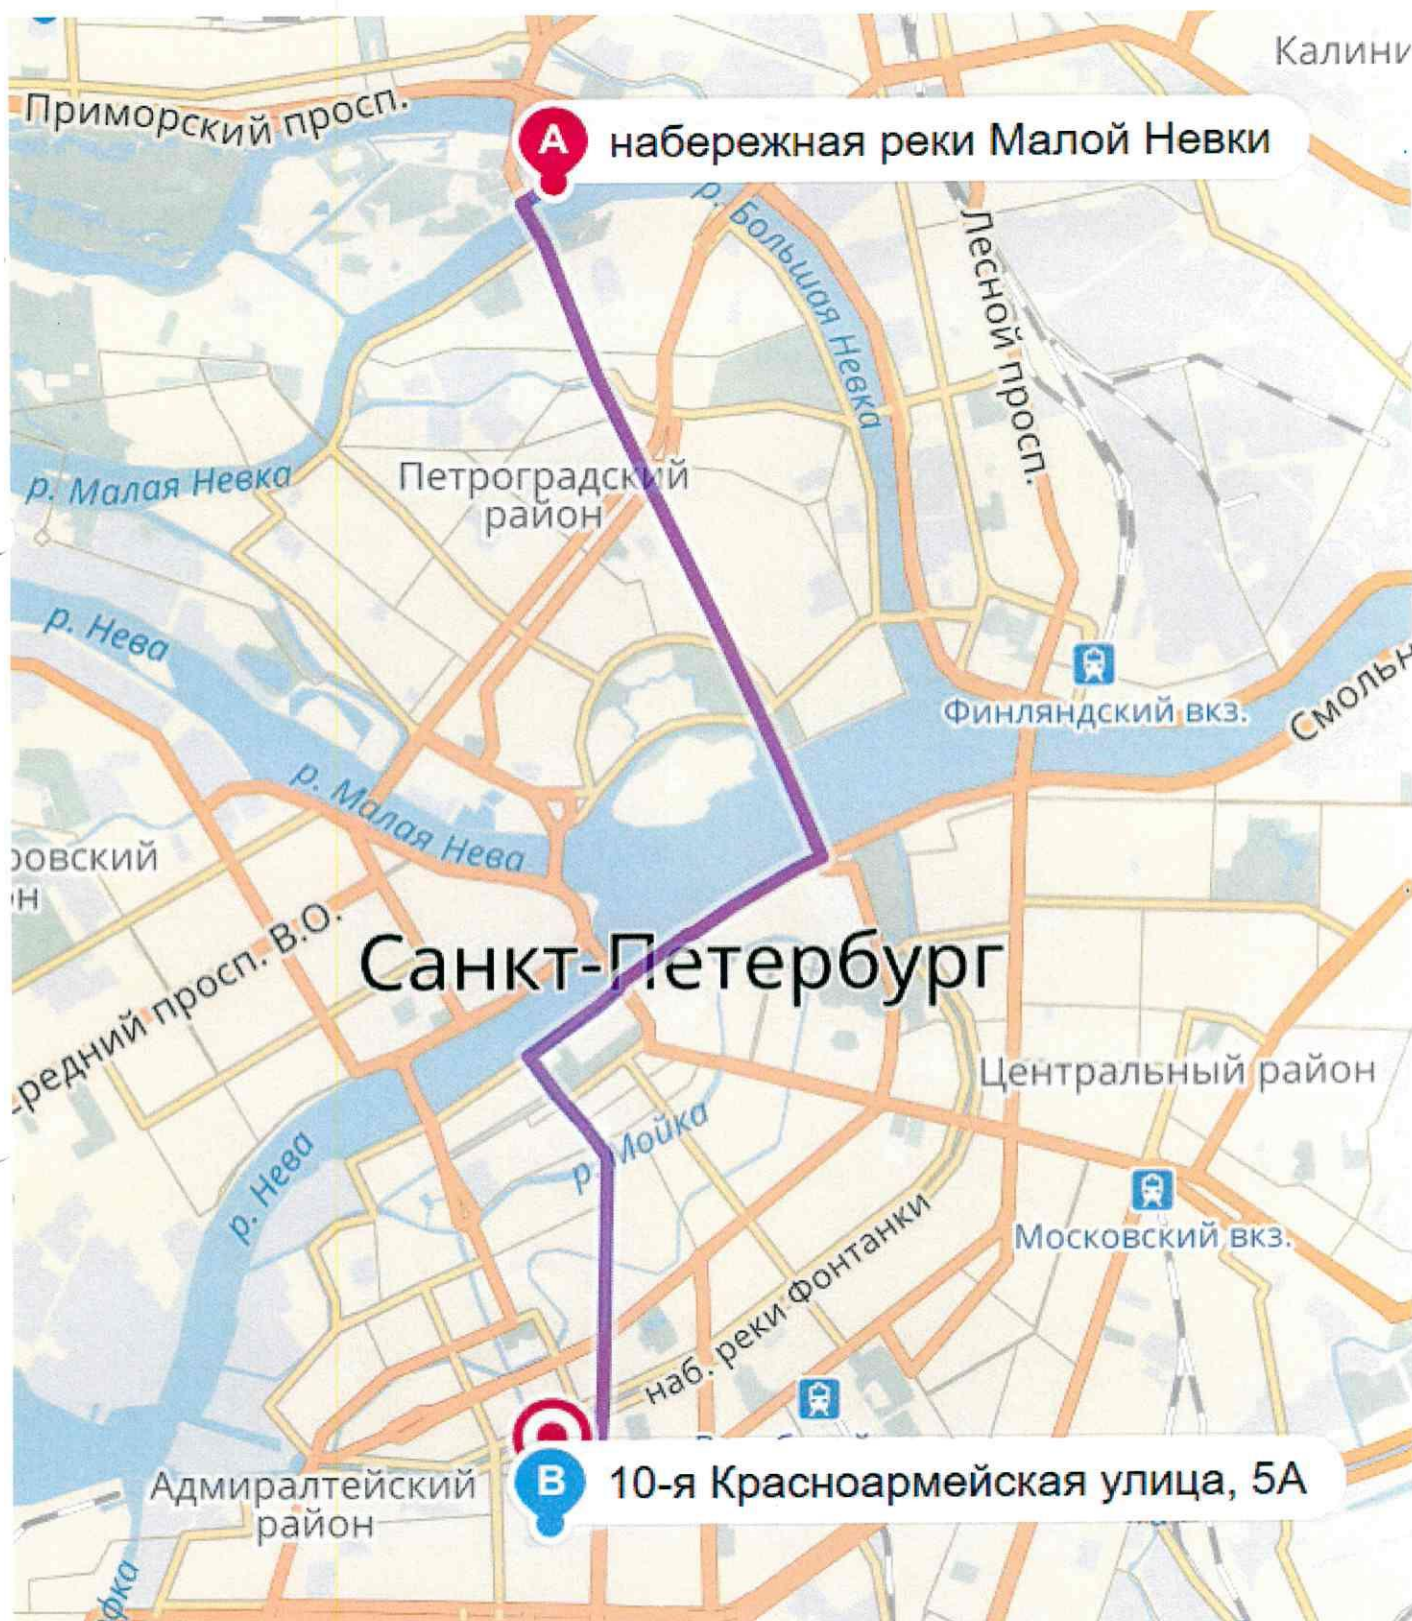 Калини
Приморский просп.
A
набережная реки Малой Невки
р. Большая Невка
Лесной просп.
Петроградский
район
р. Малая Невка
р. Нева
Финляндский вкз.
Смольн
р. Малая Нева
ровский
н
Средний просп. В.О.
Санкт-Петербург
Центральный район
р. Мойка
р. Нева
Московский вкз.
наб. реки Фонтанки
B
10-я Красноармейская улица, 5А
Адмиралтейский
район
фка